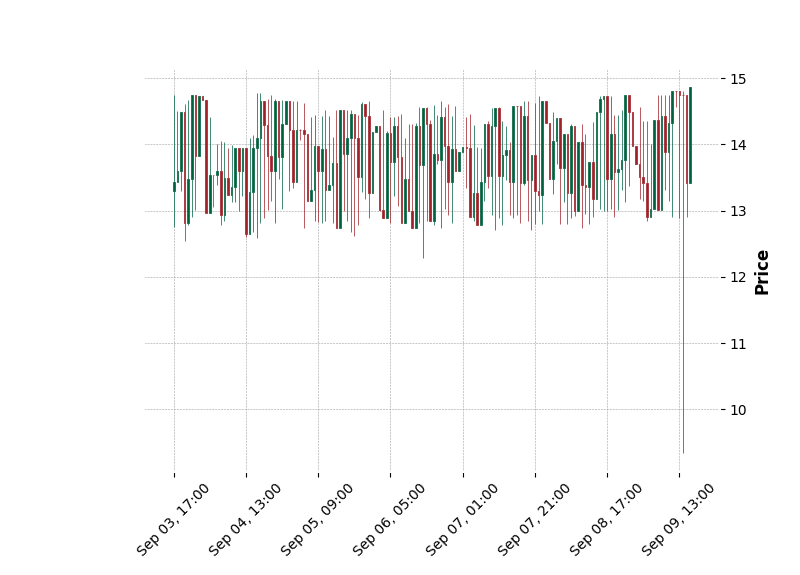 15
14
13
12
11
10
Price
Sep 03, 17:00
Sep 04, 13:00
Sep 05, 09:00
Sep 06, 05:00
Sep 07, 01:00
Sep 07, 21:00
Sep 08, 17:00
Sep 09, 13:00